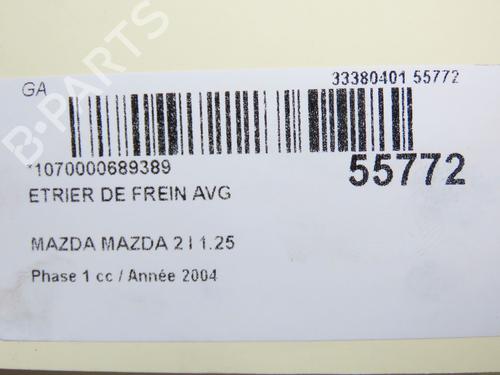 GA
33380401 55772
*1070000689389
55772
ETRIER DE FREIN AVG
MAZDA MAZDA 2 I 1.25
Phase 1 cc / Année 2004
B-PARTS